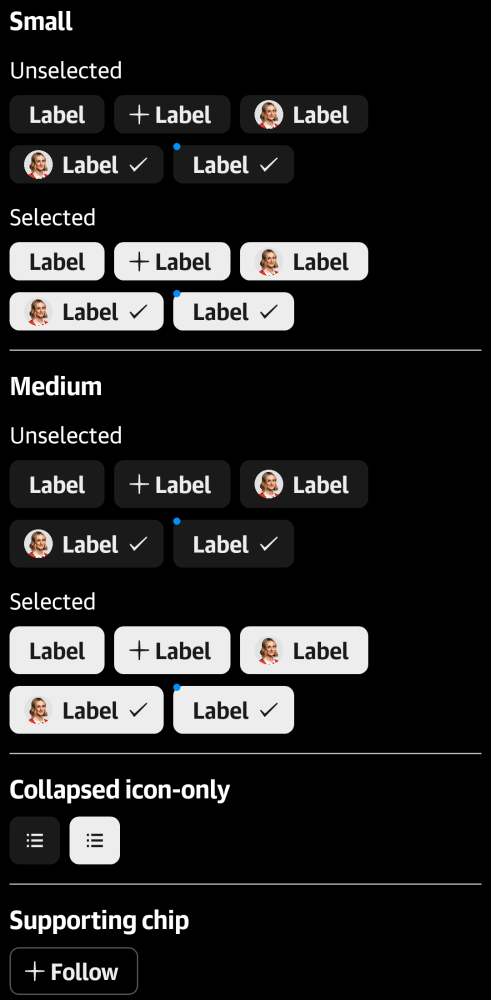 Small
Unselected
Label Label Label
Label Label
Selected
Label Label Label
Label Label
Medium
Unselected
Label Label Label
Label Label
Selected
Label Label Label
Label Label
Collapsed icon-only
Supporting chip
Follow